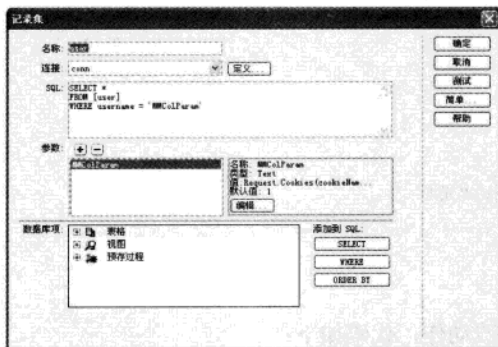 记录集
名称:
连接: conn 定义...
SQL: SELECT *
FROM [user]
WHERE username = 'MMColParam'
参数:
MMColParam
名称: MMColParam
类型: Text
值:Request.Cookies(cookieNam...
默认值: 1
编辑...
数据库项:
表格
视图
预存过程
添加到 SQL:
SELECT
WHERE
ORDER BY
确定
取消
测试
简单...
帮助